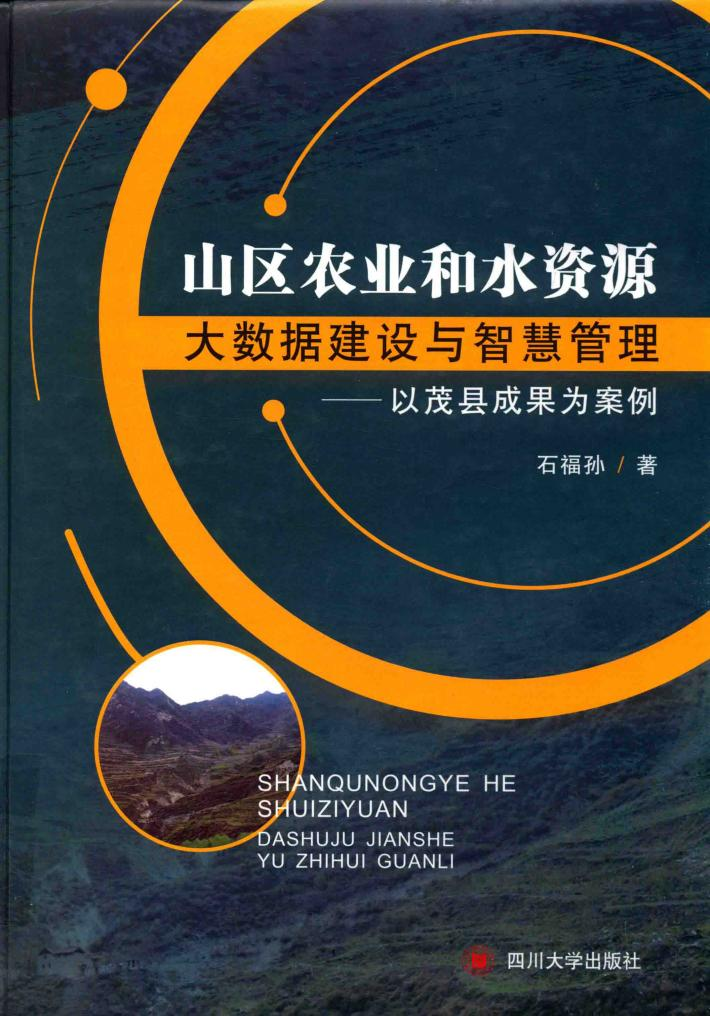 山区农业和水资源
大数据建设与智慧管理
——以茂县成果为案例
石福孙 / 著
SHANQUNONGYE HE
SHUIZIYUAN
DASHUJU JIANSHE
YU ZHIHUI GUANLI
四川大学出版社